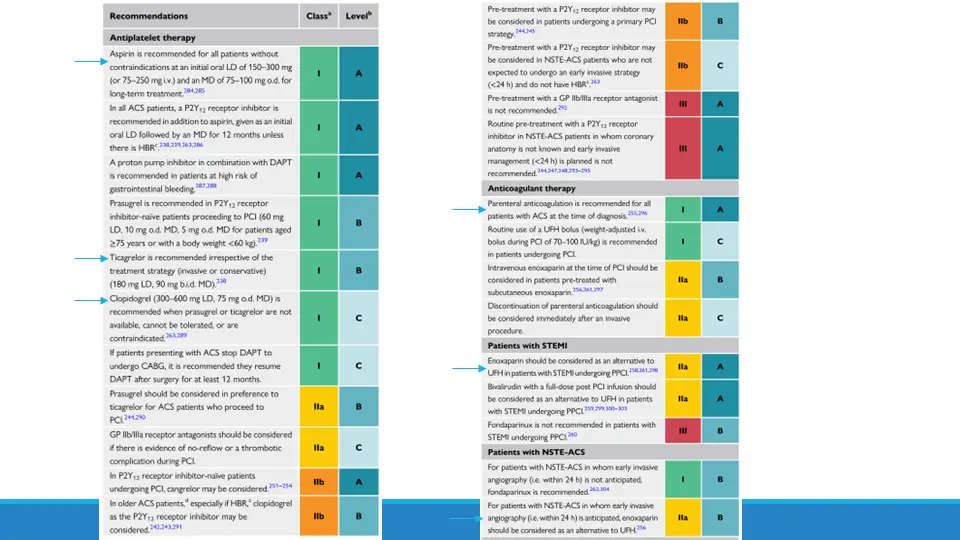 Recommendations Classᵃ Levelᵇ
Antiplatelet therapy
Aspirin is recommended for all patients without
contraindications at an initial oral LD of 150–300 mg
(or 75–250 mg i.v.) and an MD of 75–100 mg o.d. for
long-term treatment.284,285
I A
In all ACS patients, a P2Y12 receptor inhibitor is
recommended in addition to aspirin, given as an initial
oral LD followed by an MD for 12 months unless
there is HBRᶜ.238,239,263,286
I A
A proton pump inhibitor in combination with DAPT
is recommended in patients at high risk of
gastrointestinal bleeding.287,288
I A
Prasugrel is recommended in P2Y12 receptor
inhibitor-naïve patients proceeding to PCI (60 mg
LD, 10 mg o.d. MD, 5 mg o.d. MD for patients aged
≥75 years or with a body weight <60 kg).239
I B
Ticagrelor is recommended irrespective of the
treatment strategy (invasive or conservative)
(180 mg LD, 90 mg b.i.d. MD).238
I B
Clopidogrel (300–600 mg LD, 75 mg o.d. MD) is
recommended when prasugrel or ticagrelor are not
available, cannot be tolerated, or are
contraindicated.263,289
I C
If patients presenting with ACS stop DAPT to
undergo CABG, it is recommended they resume
DAPT after surgery for at least 12 months.
I C
Prasugrel should be considered in preference to
ticagrelor for ACS patients who proceed to
PCI.244,290
IIa B
GP IIb/IIIa receptor antagonists should be considered
if there is evidence of no-reflow or a thrombotic
complication during PCI.
IIa C
In P2Y12 receptor inhibitor-naïve patients
undergoing PCI, cangrelor may be considered.251–254
IIb A
In older ACS patients,ᵈ especially if HBR,ᶜ clopidogrel
as the P2Y12 receptor inhibitor may be
considered.242,243,291
IIb B
Pre-treatment with a P2Y12 receptor inhibitor may
be considered in patients undergoing a primary PCI
strategy.244,245
IIb B
Pre-treatment with a P2Y12 receptor inhibitor may
be considered in NSTE-ACS patients who are not
expected to undergo an early invasive strategy
(<24 h) and do not have HBRᶜ.263
IIb C
Pre-treatment with a GP IIb/IIIa receptor antagonist
is not recommended.292
III A
Routine pre-treatment with a P2Y12 receptor
inhibitor in NSTE-ACS patients in whom coronary
anatomy is not known and early invasive
management (<24 h) is planned is not
recommended.244,247,248,293–295
III A
Anticoagulant therapy
Parenteral anticoagulation is recommended for all
patients with ACS at the time of diagnosis.255,296
I A
Routine use of a UFH bolus (weight-adjusted i.v.
bolus during PCI of 70–100 IU/kg) is recommended
in patients undergoing PCI.
I C
Intravenous enoxaparin at the time of PCI should be
considered in patients pre-treated with
subcutaneous enoxaparin.256,261,297
IIa B
Discontinuation of parenteral anticoagulation should
be considered immediately after an invasive
procedure.
IIa C
Patients with STEMI
Enoxaparin should be considered as an alternative to
UFH in patients with STEMI undergoing PPCI.258,261,298
IIa A
Bivalirudin with a full-dose post PCI infusion should
be considered as an alternative to UFH in patients
with STEMI undergoing PPCI.259,299,300–303
IIa A
Fondaparinux is not recommended in patients with
STEMI undergoing PPCI.260
III B
Patients with NSTE-ACS
For patients with NSTE-ACS in whom early invasive
angiography (i.e. within 24 h) is not anticipated,
fondaparinux is recommended.262,304
I B
For patients with NSTE-ACS in whom early invasive
angiography (i.e. within 24 h) is anticipated, enoxaparin
should be considered as an alternative to UFH.256
IIa B